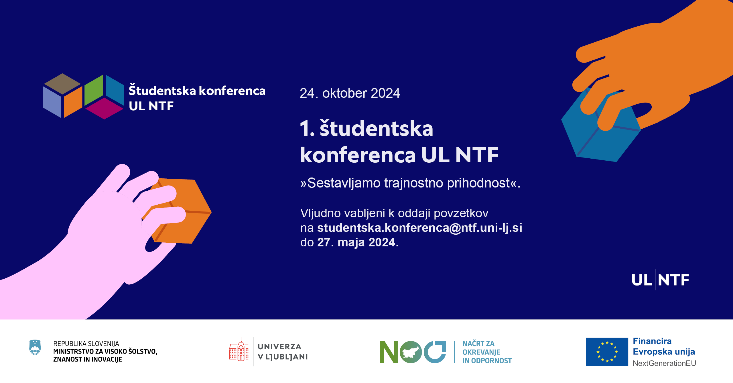 Študentska konferenca
UL NTF
24. oktober 2024
1. študentska
konferenca UL NTF
»Sestavljamo trajnostno prihodnost«.
Vljudno vabljeni k oddaji povzetkov
na studentska.konferenca@ntf.uni-lj.si
do 27. maja 2024.
UL NTF
REPUBLIKA SLOVENIJA
MINISTRSTVO ZA VISOKO ŠOLSTVO,
ZNANOST IN INOVACIJE
UNIVERZA
V LJUBLJANI
NOO
NAČRT ZA
OKREVANJE
IN ODPORNOST
Financira
Evropska unija
NextGenerationEU